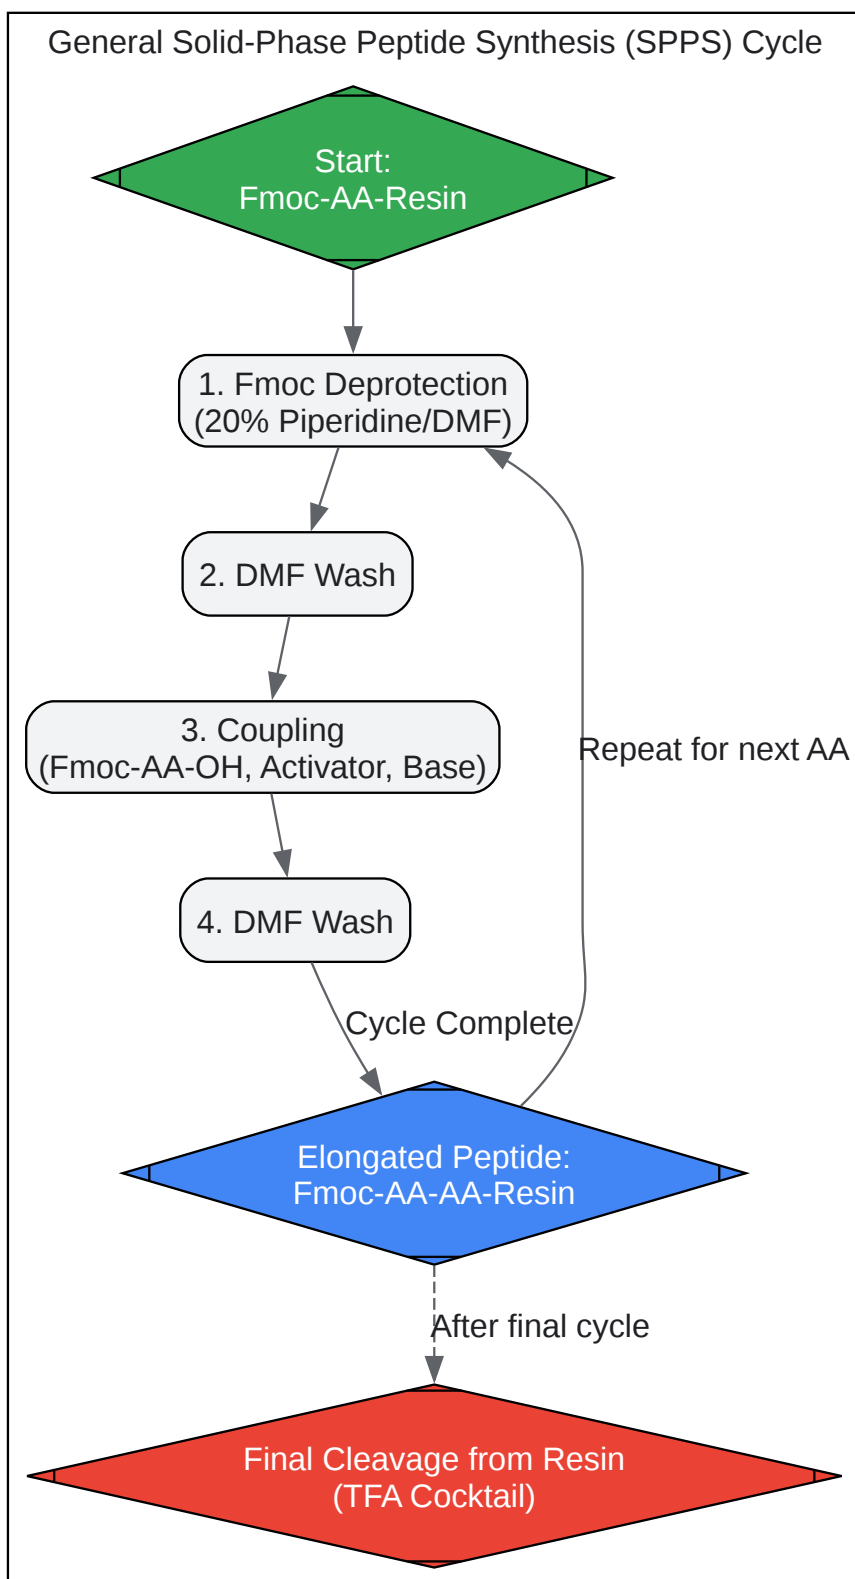 General Solid-Phase Peptide Synthesis (SPPS) Cycle
Start:
Fmoc-AA-Resin
1. Fmoc Deprotection
(20% Piperidine/DMF)
2. DMF Wash
3. Coupling
(Fmoc-AA-OH, Activator, Base)
Repeat for next AA
4. DMF Wash
Cycle Complete
Elongated Peptide:
Fmoc-AA-AA-Resin
After final cycle
Final Cleavage from Resin
(TFA Cocktail)